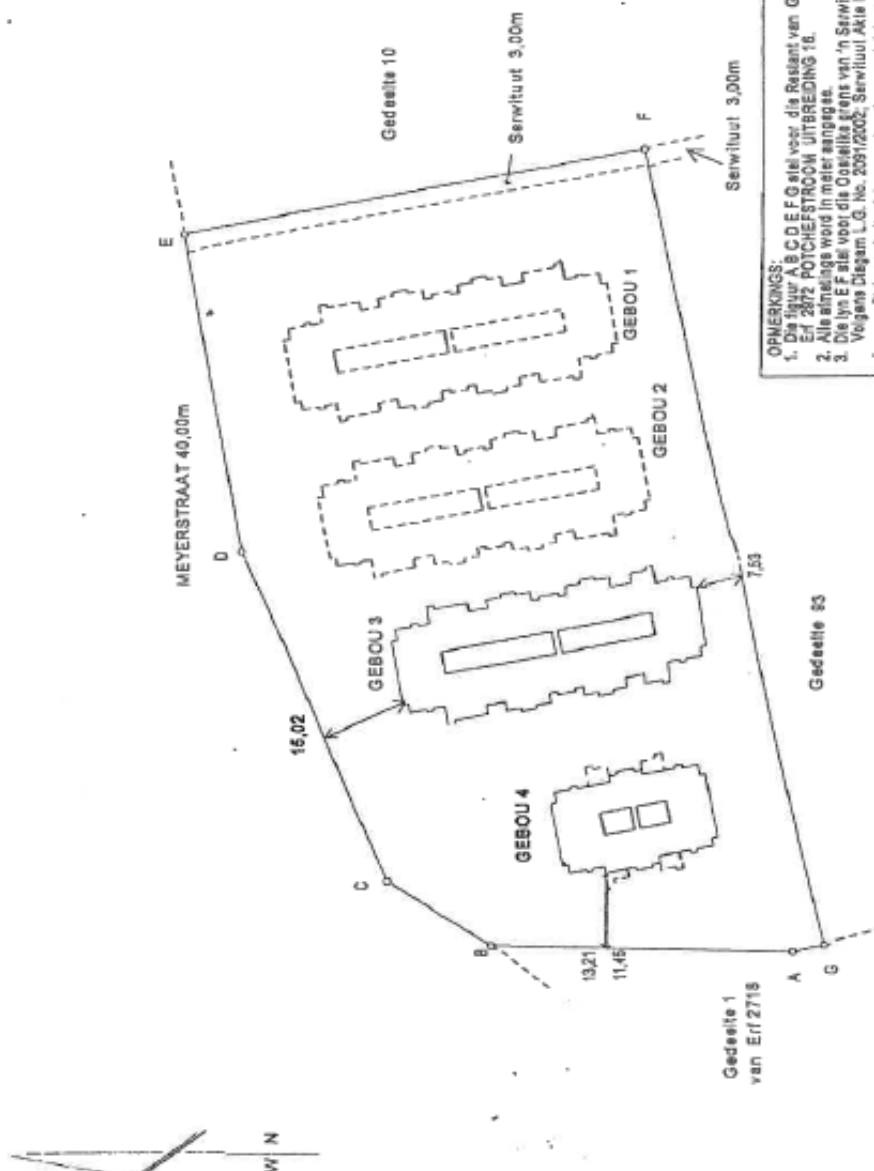 E
Gedeelte 10
MEYERSTRAAT 40,00m
Serwituut 3,00m
D
F
Serwituut 3,00m
GEBOU 1
GEBOU 2
GEBOU 3
15,02
7,53
C
GEBOU 4
Gedeelte 93
B
13,21
11,45
A
G
Gedeelte 1
van Erf 2718
W N
OPMERKINGS:
1. Die figuur A B C D E F G stel voor die Restant van G
Erf 2972 POTCHEFSTROOM UITBREIDING 16.
2. Alle afmetings word in meter aangegee.
3. Die lyn E F stel voor die Oostelike grens van 'n Serwi
Volgens Diagram L.G. No. 2091/2002; Serwituut Akte